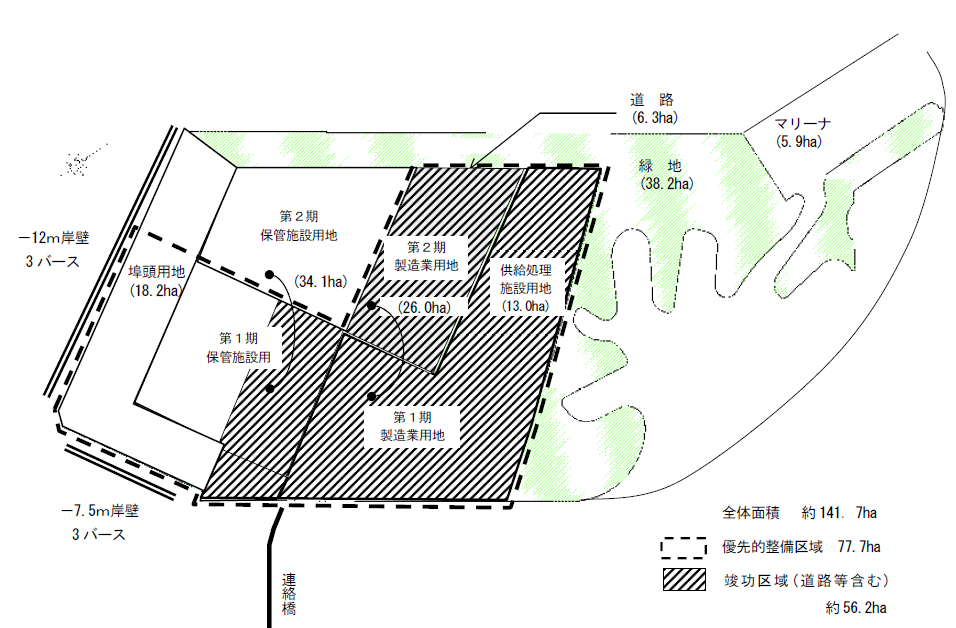 道　路
(6.3ha)
マリーナ
(5.9ha)
緑　地
(38.2ha)
第２期
保管施設用地
第２期
製造業用地
－12ｍ岸壁
３バース
埠頭用地
(18.2ha)
(34.1ha)
供給処理
施設用地
(13.0ha)
(26.0ha)
第１期
保管施設用
第１期
製造業用地
－7.5ｍ岸壁
３バース
連絡橋
全体面積　約141. 7ha
優先的整備区域　77.7ha
竣功区域（道路等含む）
約56.2ha